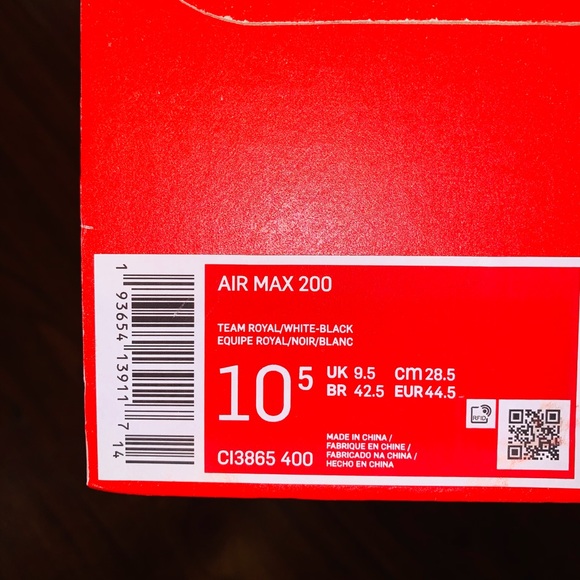 AIR MAX 200
TEAM ROYAL/WHITE-BLACK
EQUIPE ROYAL/NOIR/BLANC
10 5
UK 9.5 CM 28.5
BR 42.5 EUR 44.5
RFID
MADE IN CHINA /
FABRIQUE EN CHINE /
FABRICADO NA CHINA /
HECHO EN CHINA
CI3865 400
1 93654 13911 7 14